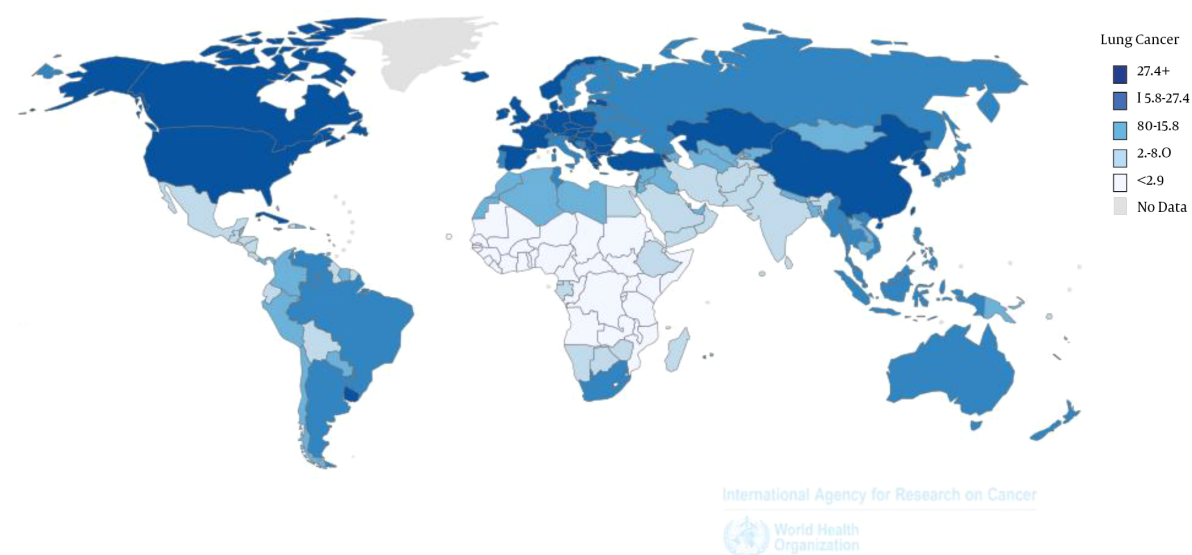 Lung Cancer
27.4+
I 5.8-27.4
80-15.8
2.-8.O
<2.9
No Data
International Agency for Research on Cancer
World Health
Organization